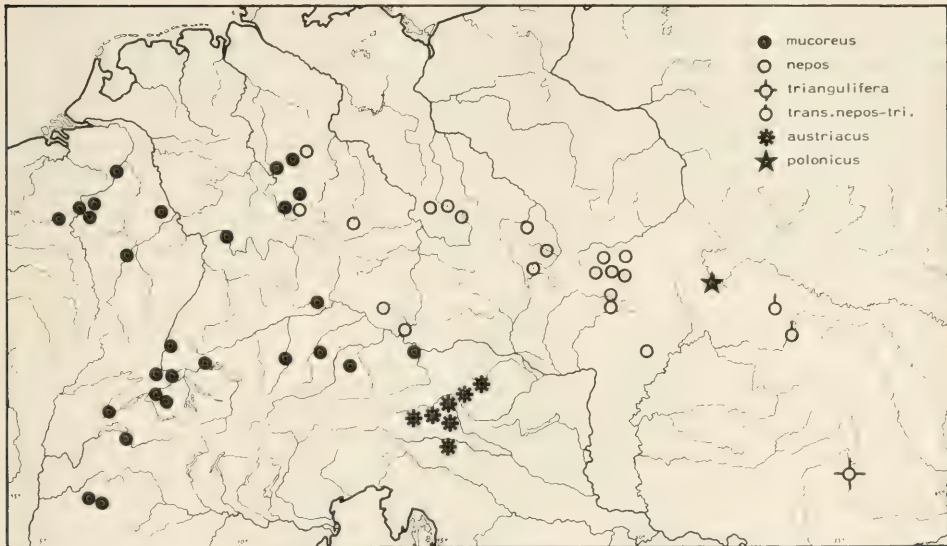 mucoreus
nepos
triangulifera
trans.nepos-tri.
austriacus
polonicus